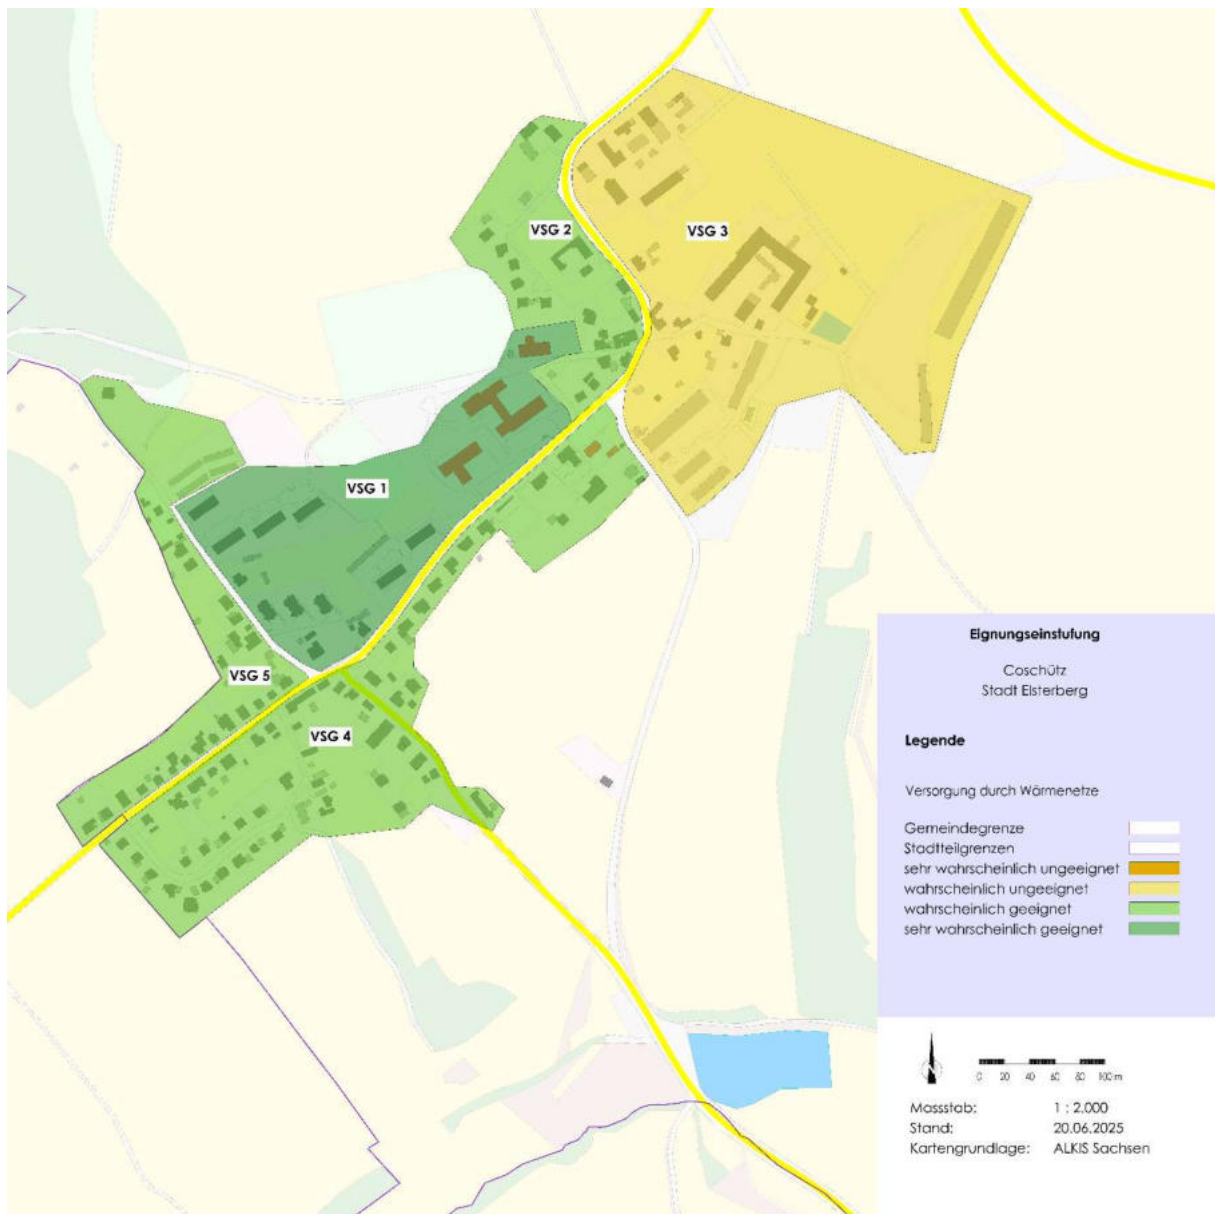 VSG 2
VSG 3
VSG 1
VSG 5
VSG 4
Eignungseinstufung
Coschütz
Stadt Elsterberg
Legende
Versorgung durch Wärmenetze
Gemeindegrenze
Stadtteilgrenzen
sehr wahrscheinlich ungeeignet
wahrscheinlich ungeeignet
wahrscheinlich geeignet
sehr wahrscheinlich geeignet
N
0 20 40 60 80 100 m
Massstab: 1 : 2.000
Stand: 20.06.2025
Kartengrundlage: ALKIS Sachsen